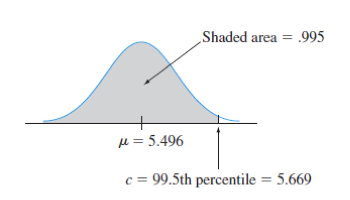 Shaded area = .995
μ = 5.496
c = 99.5th percentile = 5.669